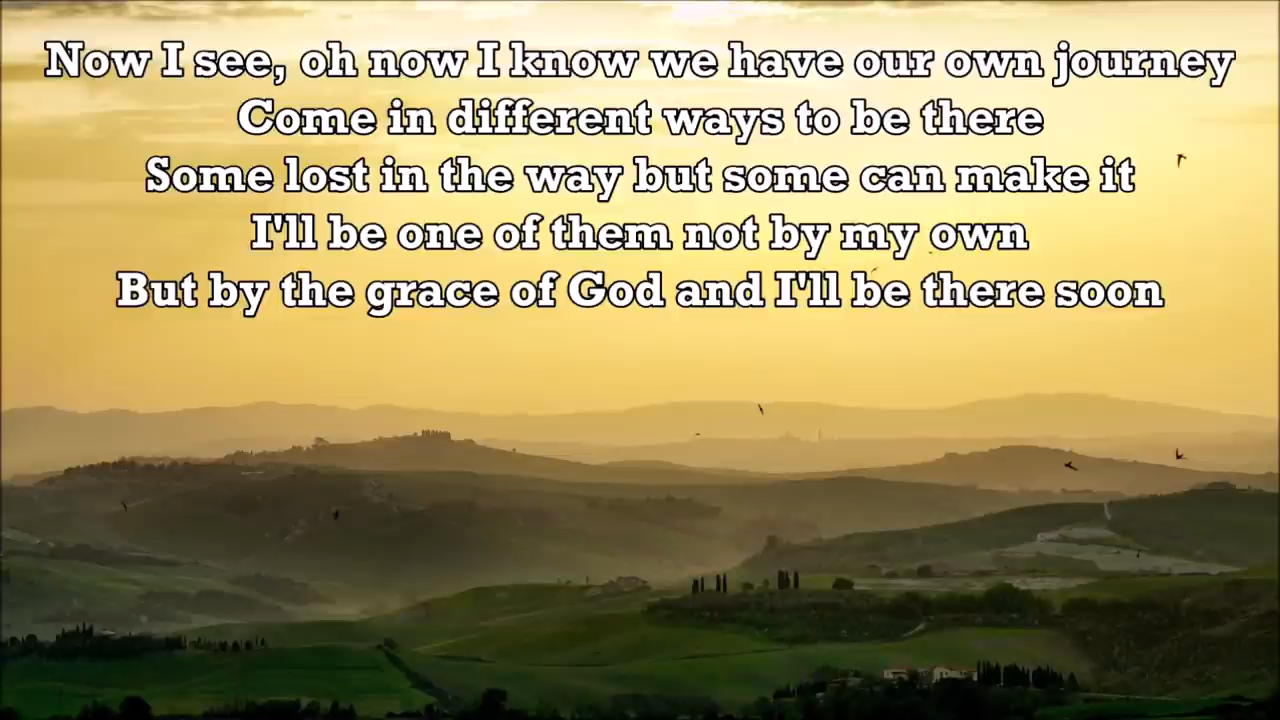 Now I see, oh now I know we have our own journey
Come in different ways to be there
Some lost in the way but some can make it
I'll be one of them not by my own
But by the grace of God and I'll be there soon